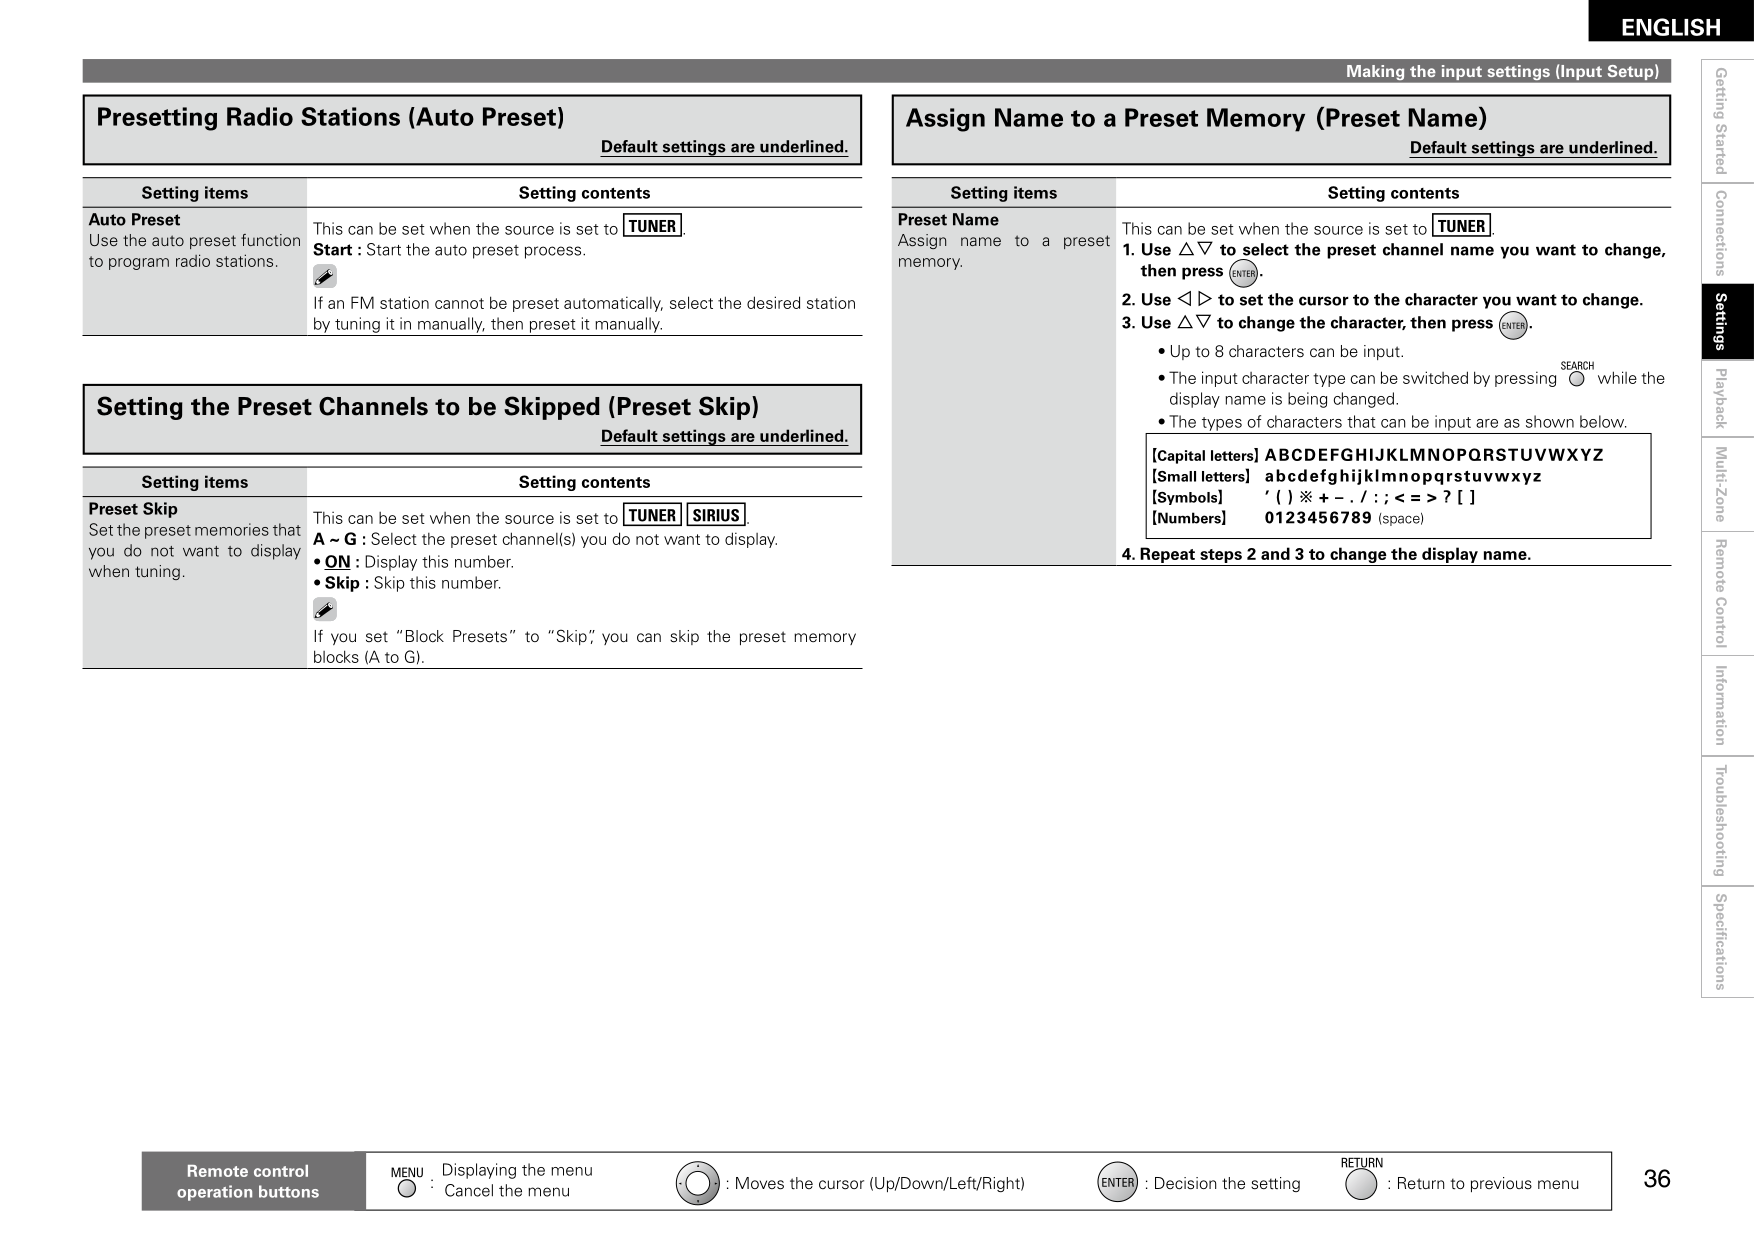 ENGLISH
Making the input settings (Input Setup)
Presetting Radio Stations (Auto Preset)
Default settings are underlined.
Setting items Setting contents
Auto Preset
Use the auto preset function
to program radio stations.
This can be set when the source is set to TUNER.
Start : Start the auto preset process.
If an FM station cannot be preset automatically, select the desired station
by tuning it in manually, then preset it manually.
Setting the Preset Channels to be Skipped (Preset Skip)
Default settings are underlined.
Setting items Setting contents
Preset Skip
Set the preset memories that
you do not want to display
when tuning.
This can be set when the source is set to TUNER SIRIUS.
A ~ G : Select the preset channel(s) you do not want to display.
• ON : Display this number.
• Skip : Skip this number.
If you set “Block Presets” to “Skip”, you can skip the preset memory
blocks (A to G).
Assign Name to a Preset Memory (Preset Name)
Default settings are underlined.
Setting items Setting contents
Preset Name
Assign name to a preset
memory.
This can be set when the source is set to TUNER.
1. Use △▽ to select the preset channel name you want to change,
then press ENTER.
2. Use ◁ ▷ to set the cursor to the character you want to change.
3. Use △▽ to change the character, then press ENTER.
• Up to 8 characters can be input.
• The input character type can be switched by pressing SEARCH while the
display name is being changed.
• The types of characters that can be input are as shown below.
【Capital letters】 ABCDEFGHIJKLMNOPQRSTUVWXYZ
【Small letters】 abcdefghijklmnopqrstuvwxyz
【Symbols】 ’ ( ) ※ + – . / : ; < = > ? [ ]
【Numbers】 0123456789 (space)
4. Repeat steps 2 and 3 to change the display name.
Getting Started
Connections
Settings
Playback
Multi-Zone
Remote Control
Information
Troubleshooting
Specifications
Remote control
operation buttons
MENU : Displaying the menu
Cancel the menu
: Moves the cursor (Up/Down/Left/Right)
ENTER : Decision the setting
RETURN : Return to previous menu
36